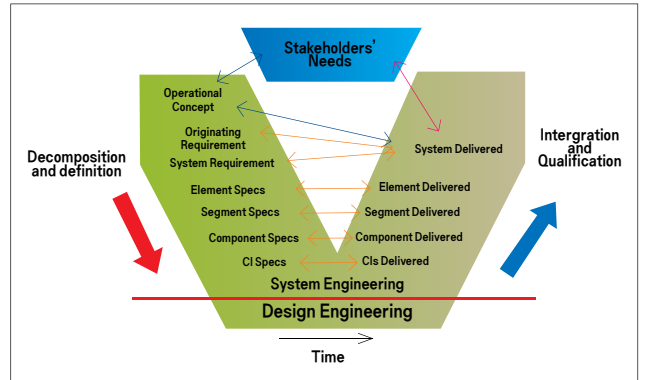 Stakeholders'
Needs
Operational
Concept
Originating
Requirement
System Requirement
System Delivered
Decomposition
and definition
Intergration
and
Qualification
Element Specs
Element Delivered
Segment Specs
Segment Delivered
Component Specs
Component Delivered
CI Specs
CIs Delivered
System Engineering
Design Engineering
Time